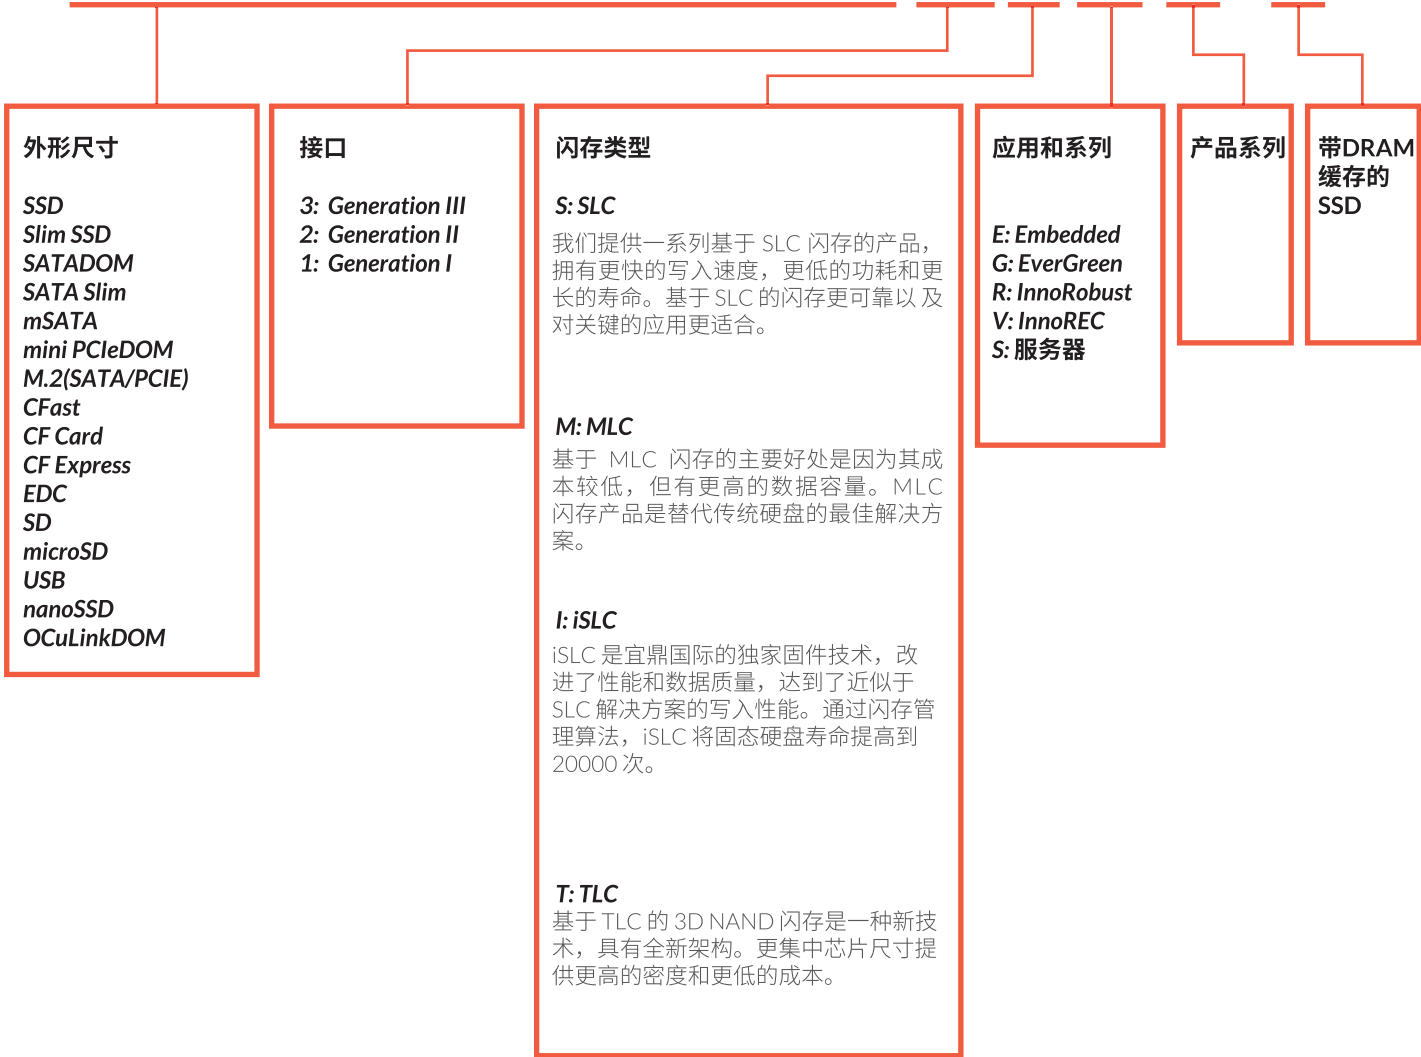 外形尺寸
SSD
Slim SSD
SATADOM
SATA Slim
mSATA
mini PCIeDOM
M.2(SATA/PCIE)
CFast
CF Card
CF Express
EDC
SD
microSD
USB
nanoSSD
OCuLinkDOM
接口
3: Generation III
2: Generation II
1: Generation I
闪存类型
S: SLC
我们提供一系列基于 SLC 闪存的产品，
拥有更快的写入速度，更低的功耗和更
长的寿命。基于 SLC 的闪存更可靠以 及
对关键的应用更适合。
M: MLC
基于 MLC 闪存的主要好处是因为其成
本较低，但有更高的数据容量。MLC
闪存产品是替代传统硬盘的最佳解决方
案。
I: iSLC
iSLC 是宜鼎国际的独家固件技术，改
进了性能和数据质量，达到了近似于
SLC 解决方案的写入性能。通过闪存管
理算法，iSLC 将固态硬盘寿命提高到
20000 次。
T: TLC
基于 TLC 的 3D NAND 闪存是一种新技
术，具有全新架构。更集中芯片尺寸提
供更高的密度和更低的成本。
应用和系列
E: Embedded
G: EverGreen
R: InnoRobust
V: InnoREC
S: 服务器
产品系列
带DRAM
缓存的
SSD